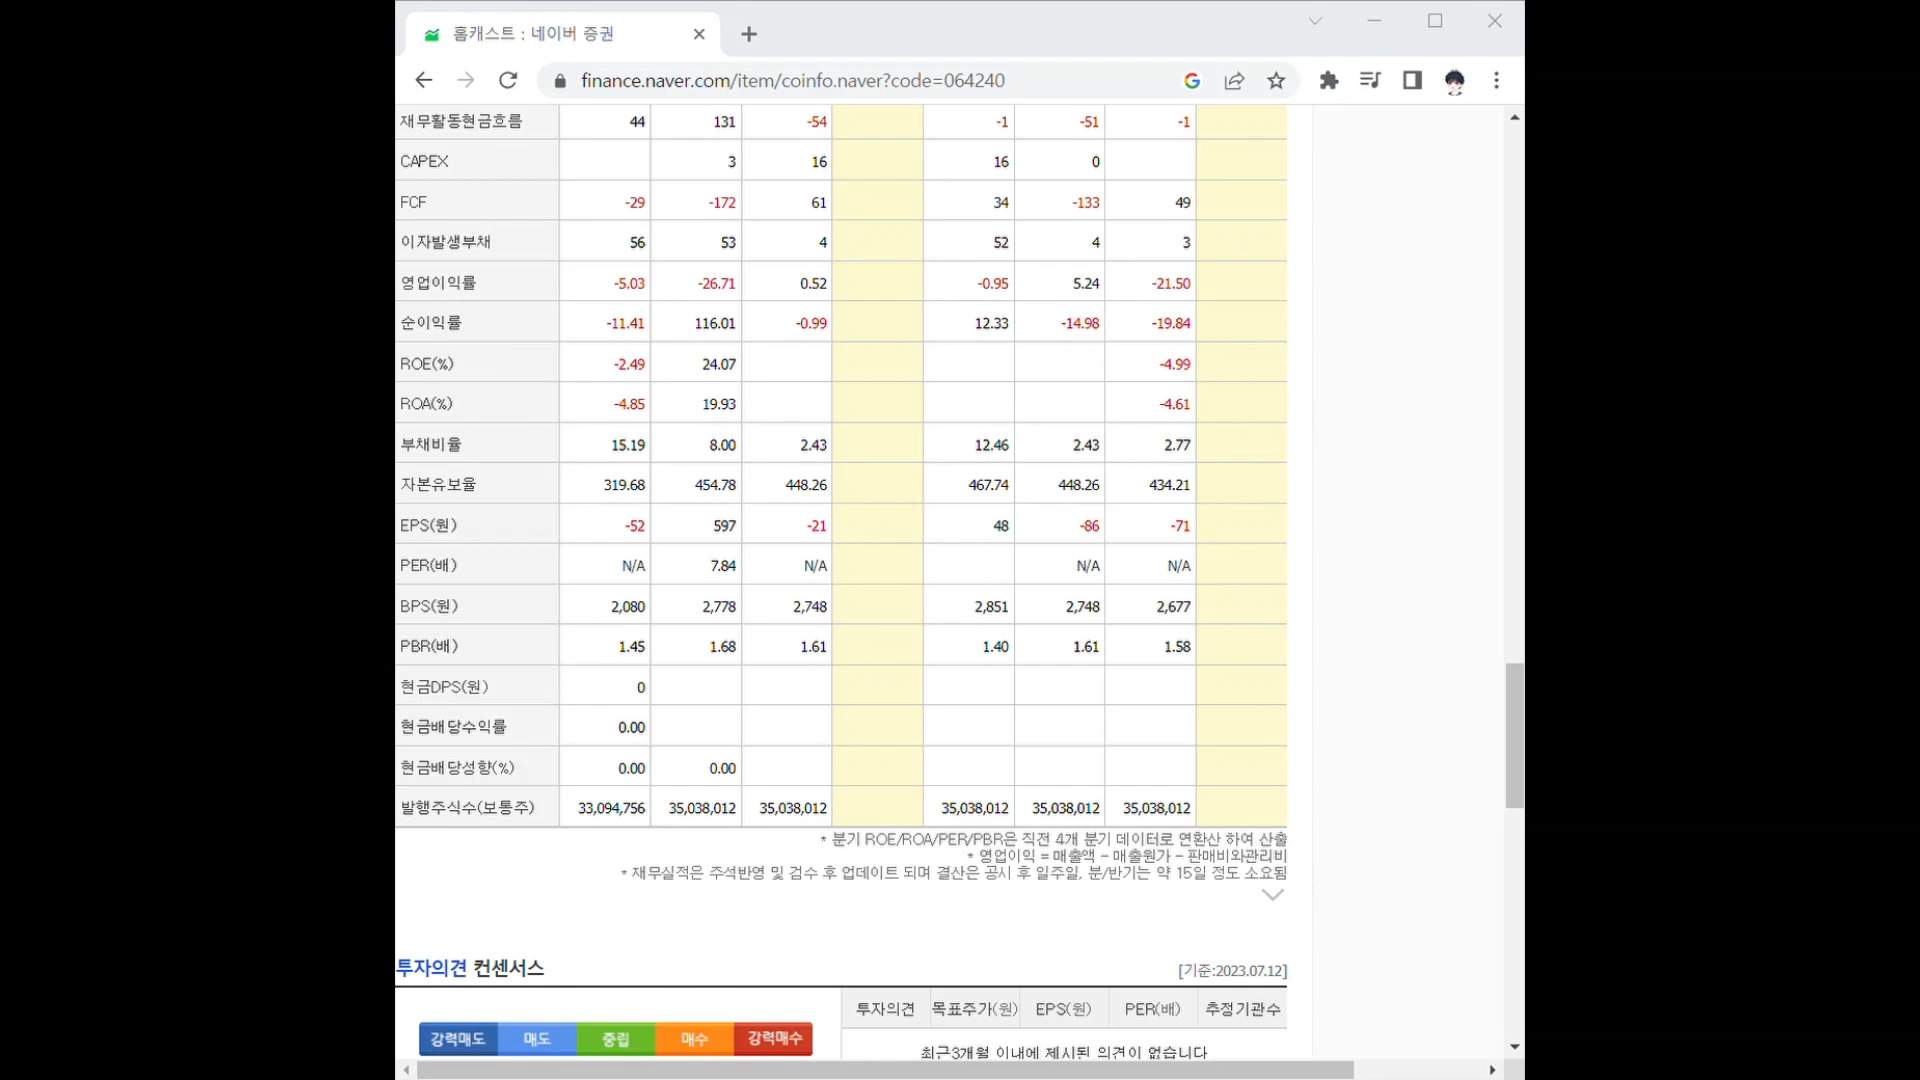 홈캐스트 : 네이버 증권
finance.naver.com/item/coinfo.naver?code=064240
재무활동현금흐름 44 131 -54 -1 -51 -1
CAPEX 3 16 16 0
FCF -29 -172 61 34 -133 49
이자발생부채 56 53 4 52 4 3
영업이익률 -5.03 -26.71 0.52 -0.95 5.24 -21.50
순이익률 -11.41 116.01 -0.99 12.33 -14.98 -19.84
ROE(%) -2.49 24.07 -4.99
ROA(%) -4.85 19.93 -4.61
부채비율 15.19 8.00 2.43 12.46 2.43 2.77
자본유보율 319.68 454.78 448.26 467.74 448.26 434.21
EPS(원) -52 597 -21 48 -86 -71
PER(배) N/A 7.84 N/A N/A N/A
BPS(원) 2,080 2,778 2,748 2,851 2,748 2,677
PBR(배) 1.45 1.68 1.61 1.40 1.61 1.58
현금DPS(원) 0
현금배당수익률 0.00
현금배당성향(%) 0.00 0.00
발행주식수(보통주) 33,094,756 35,038,012 35,038,012 35,038,012 35,038,012 35,038,012
* 분기 ROE/ROA/PER/PBR은 직전 4개 분기 데이터로 연환산 하여 산출
* 영업이익 = 매출액 - 매출원가 - 판매비와관리비
* 재무실적은 주석반영 및 검수 후 업데이트 되며 결산은 공시 후 일주일, 분/반기는 약 15일 정도 소요됨
투자의견 컨센서스 [기준:2023.07.12]
투자의견 목표주가(원) EPS(원) PER(배) 추정기관수
강력매도 매도 중립 매수 강력매수
최근3개월 이내에 제시된 의견이 없습니다